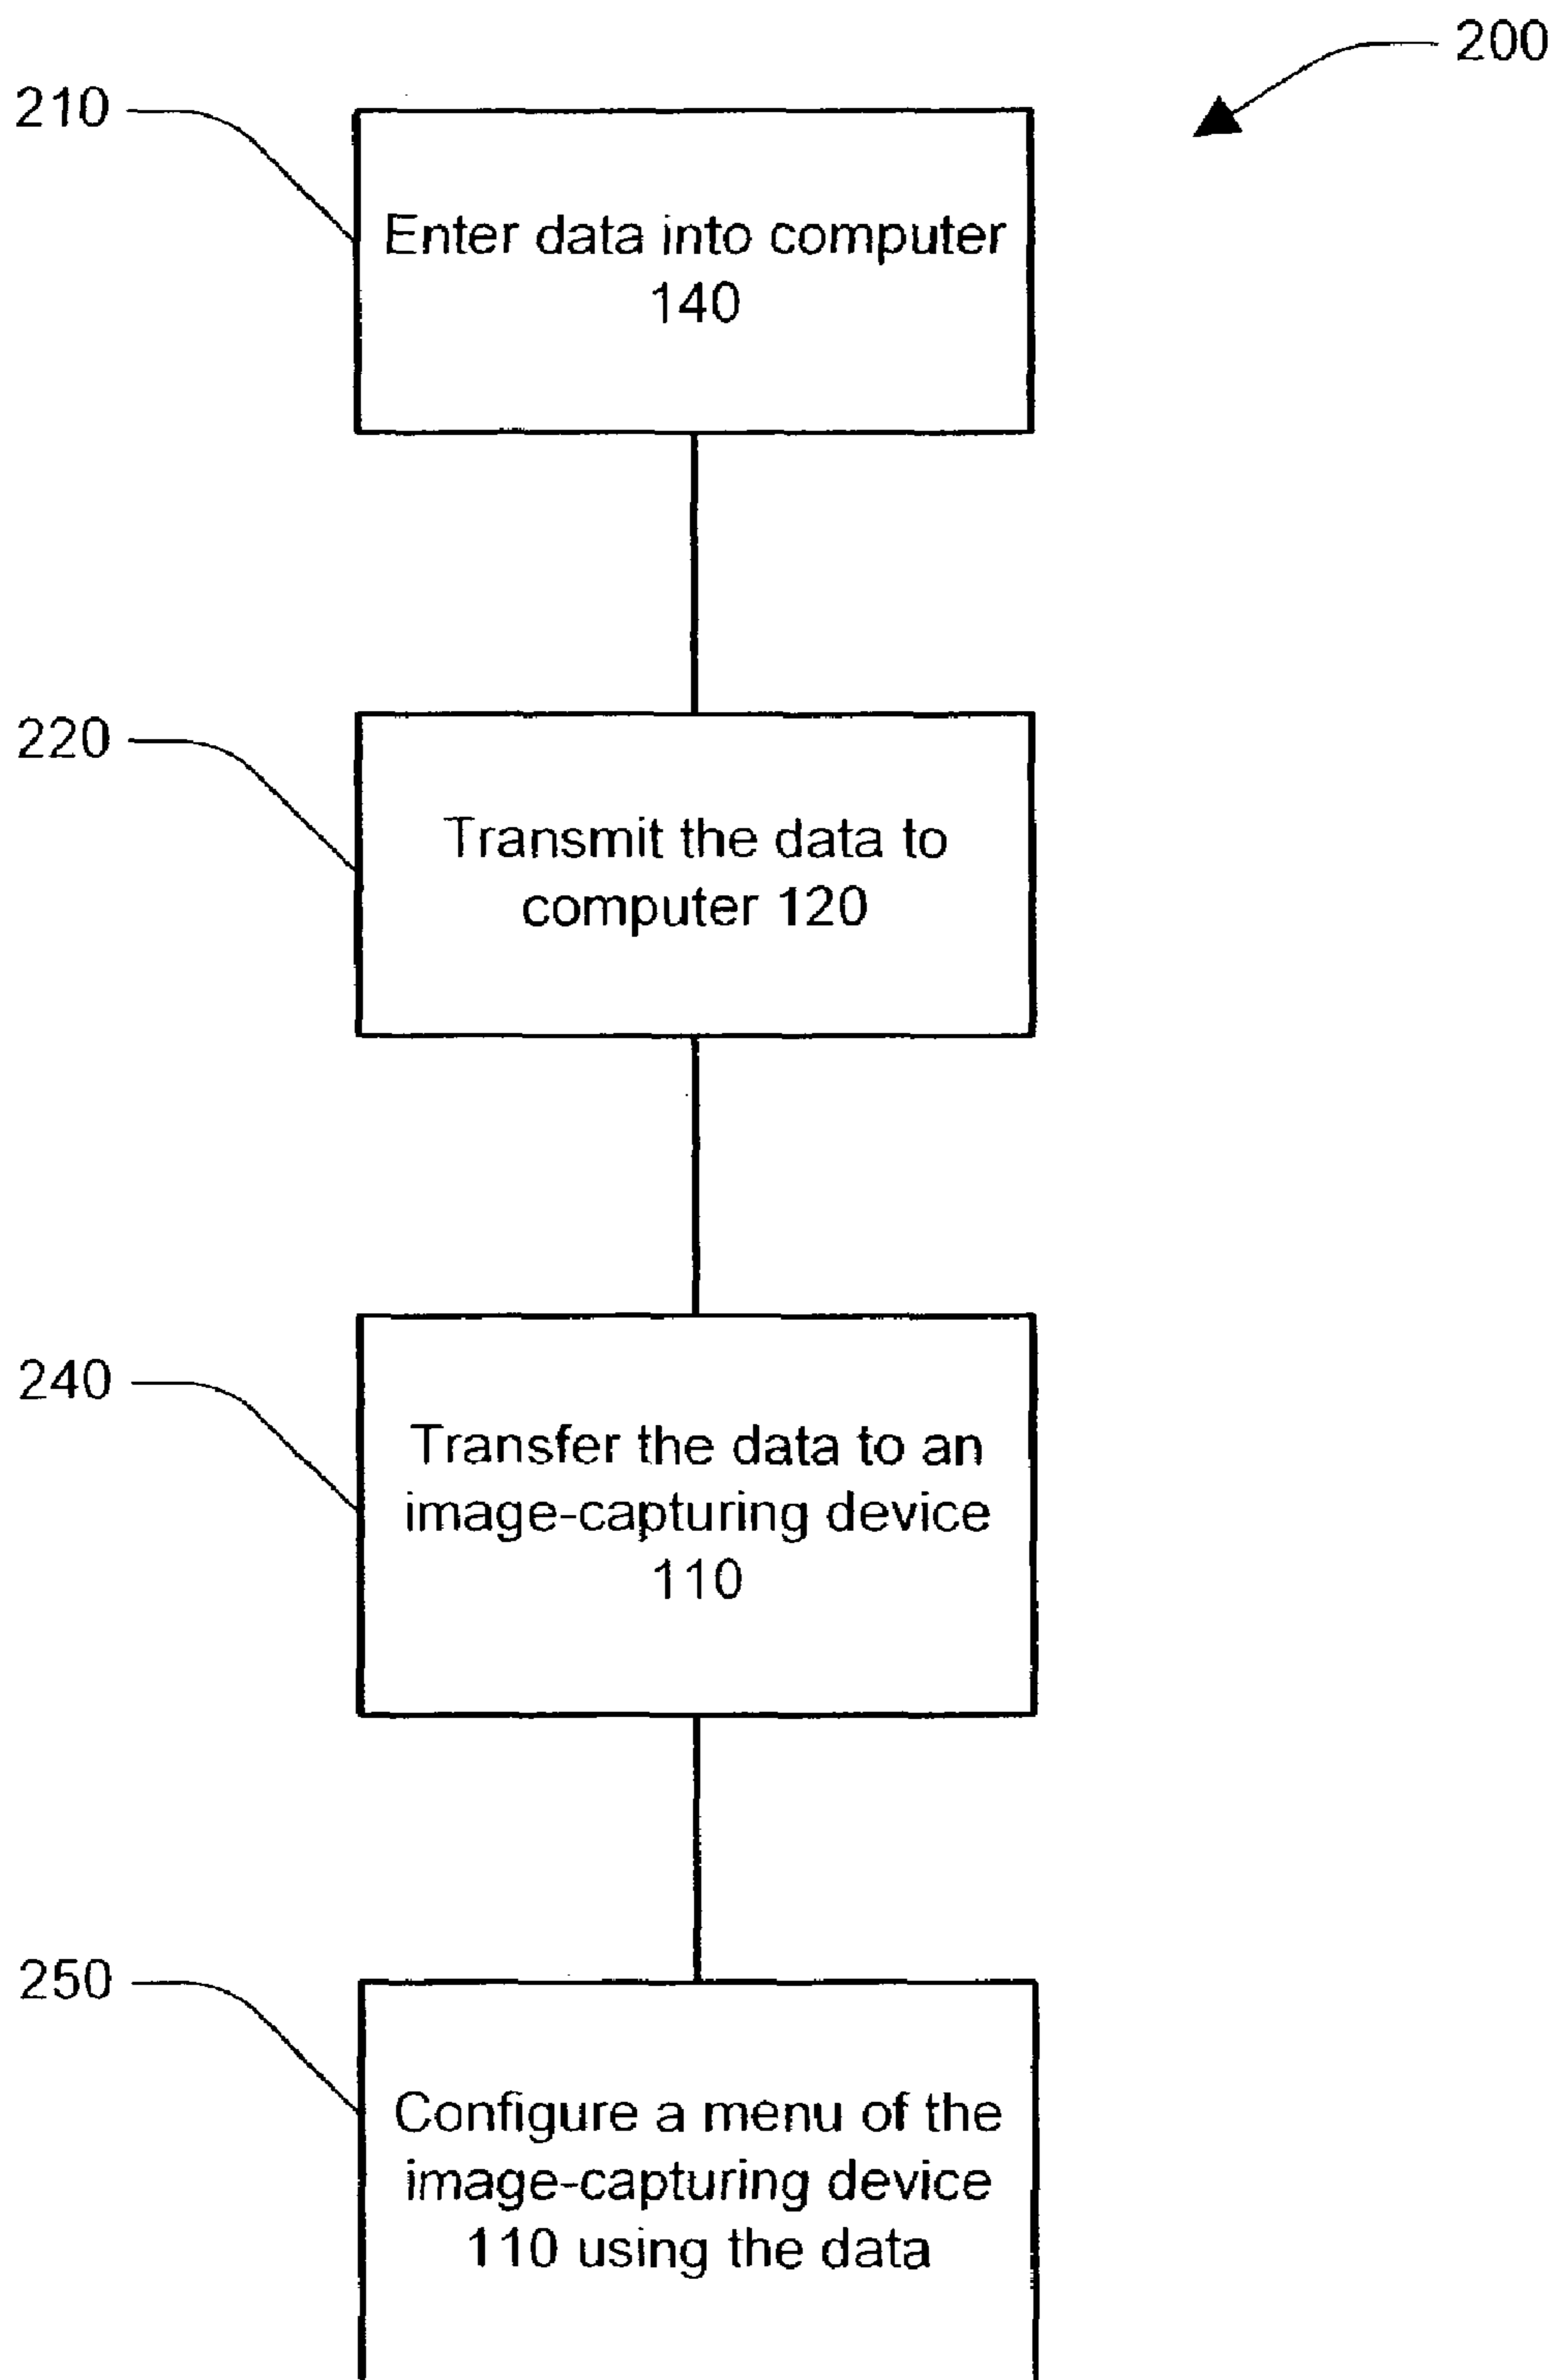 200
210
Enter data into computer
140
220
Transmit the data to
computer 120
240
Transfer the data to an
image-capturing device
110
250
Configure a menu of the
image-capturing device
110 using the data